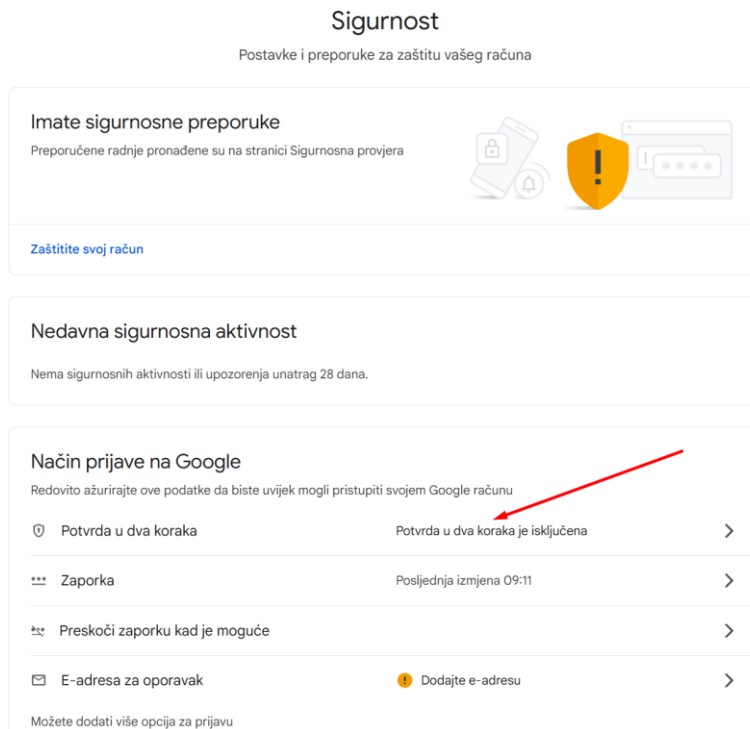 Sigurnost
Postavke i preporuke za zaštitu vašeg računa
Imate sigurnosne preporuke
Preporučene radnje pronađene su na stranici Sigurnosna provjera
Zaštitite svoj račun
Nedavna sigurnosna aktivnost
Nema sigurnosnih aktivnosti ili upozorenja unatrag 28 dana.
Način prijave na Google
Redovito ažurirajte ove podatke da biste uvijek mogli pristupiti svojem Google računu
Potvrda u dva koraka Potvrda u dva koraka je isključena
Zaporka Posljednja izmjena 09:11
Preskoči zaporku kad je moguće
E-adresa za oporavak Dodajte e-adresu
Možete dodati više opcija za prijavu